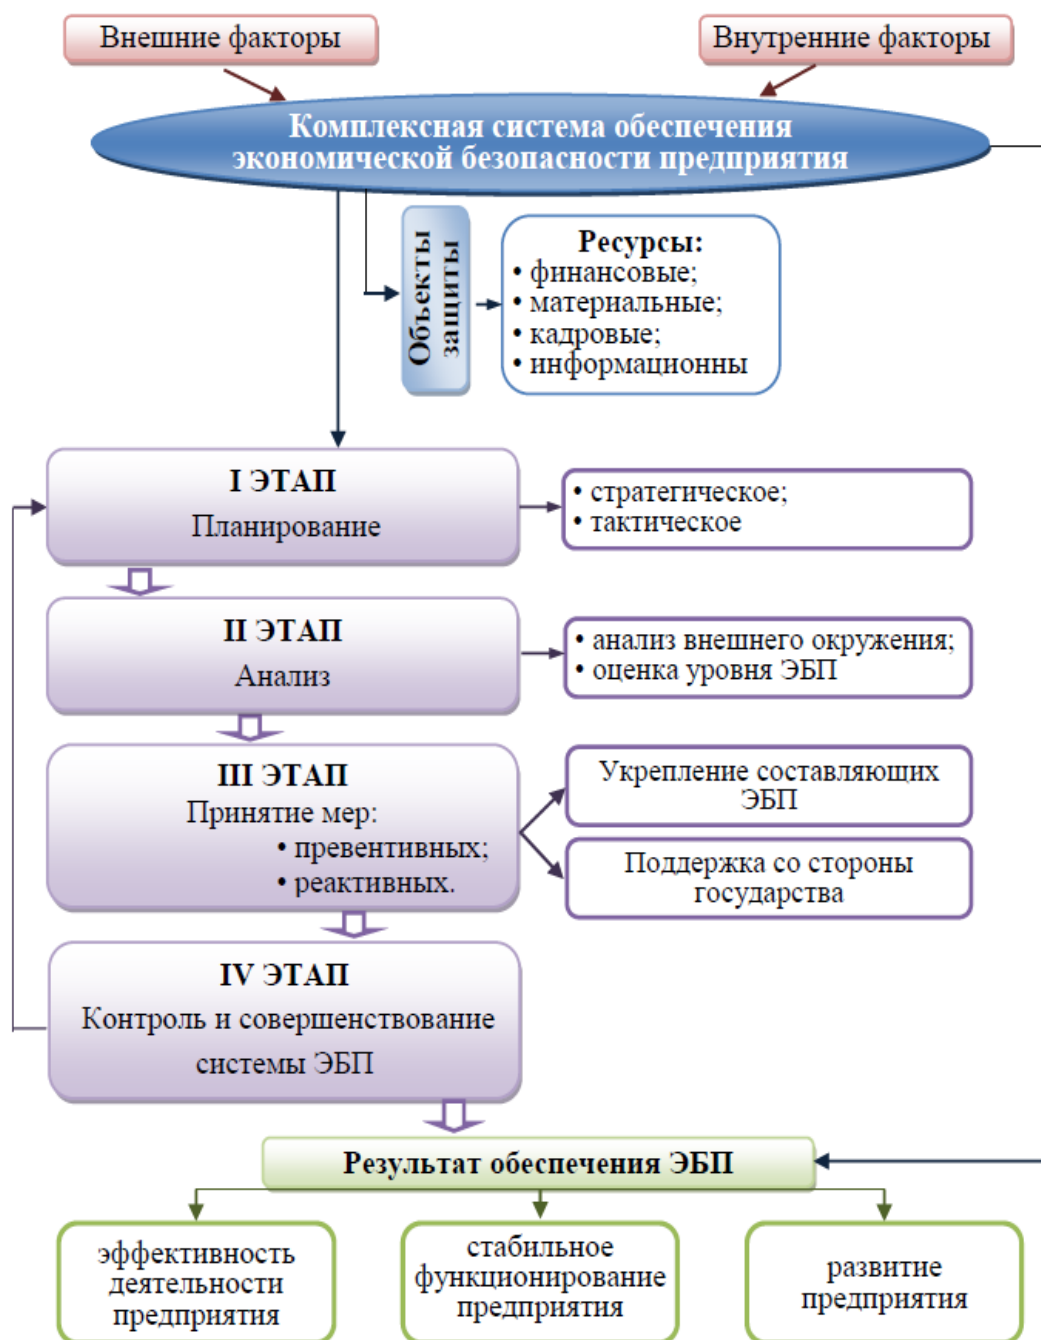 Внешние факторы
Внутренние факторы
Комплексная система обеспечения
экономической безопасности предприятия
Объекты
защиты
Ресурсы:
• финансовые;
• материальные;
• кадровые;
• информационны
I ЭТАП
Планирование
• стратегическое;
• тактическое
II ЭТАП
Анализ
• анализ внешнего окружения;
• оценка уровня ЭБП
III ЭТАП
Принятие мер:
• превентивных;
• реактивных.
Укрепление составляющих
ЭБП
Поддержка со стороны
государства
IV ЭТАП
Контроль и совершенствование
системы ЭБП
Результат обеспечения ЭБП
эффективность
деятельности
предприятия
стабильное
функционирование
предприятия
развитие
предприятия